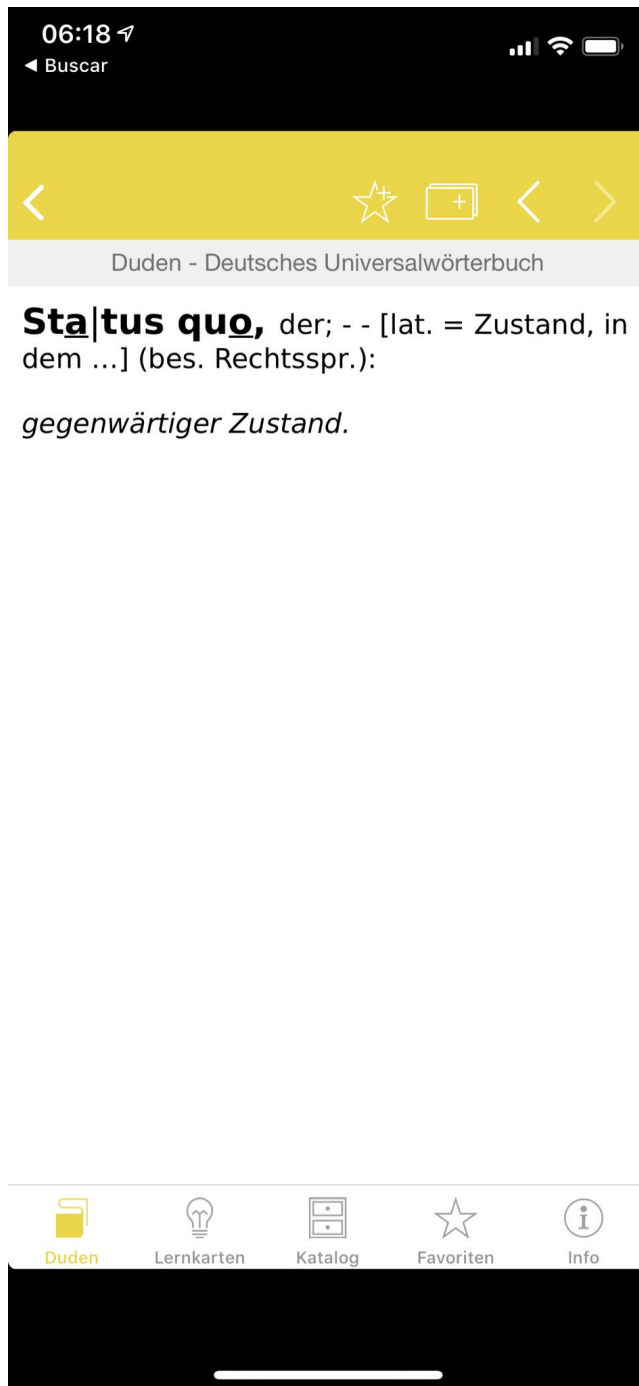 06:18
◀ Buscar
Duden - Deutsches Universalwörterbuch
Sta|tus quo, der; - - [lat. = Zustand, in
dem ...] (bes. Rechtsspr.):
gegenwärtiger Zustand.
Duden Lernkarten Katalog Favoriten Info